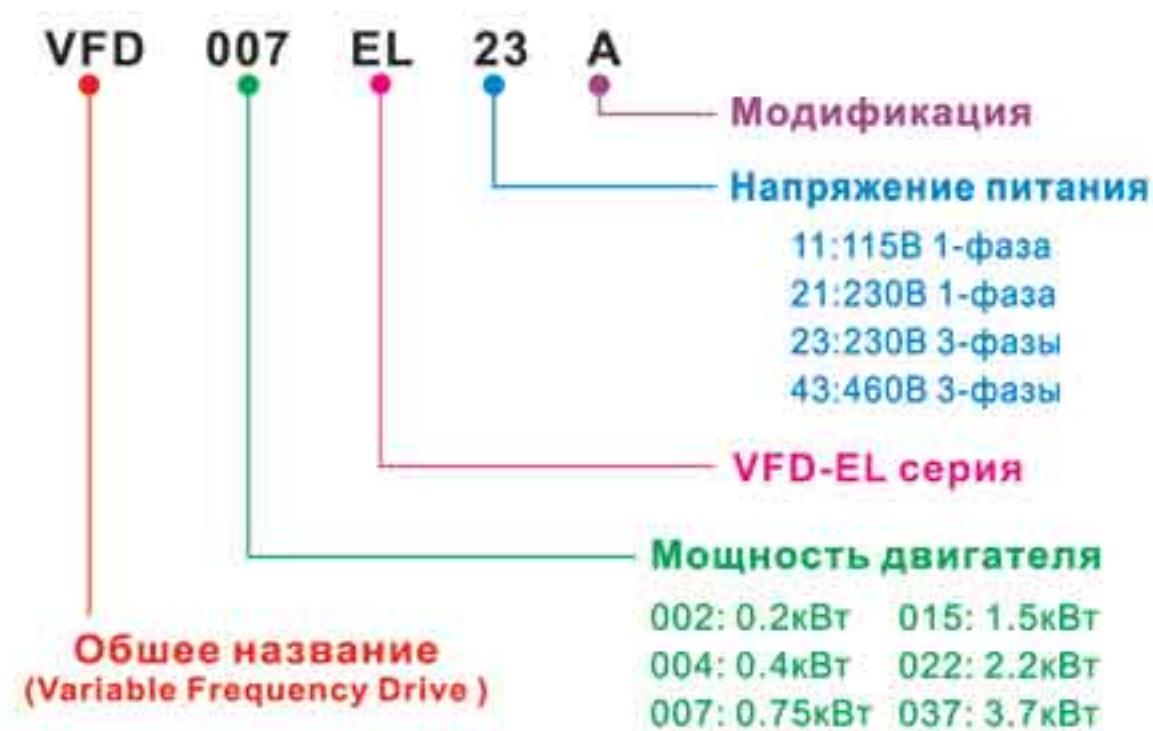 VFD 007 EL 23 A
Модификация
Напряжение питания
11:115В 1-фаза
21:230В 1-фаза
23:230В 3-фазы
43:460В 3-фазы
VFD-EL серия
Мощность двигателя
002: 0.2кВт 015: 1.5кВт
004: 0.4кВт 022: 2.2кВт
007: 0.75кВт 037: 3.7кВт
Обшее название
(Variable Frequency Drive )